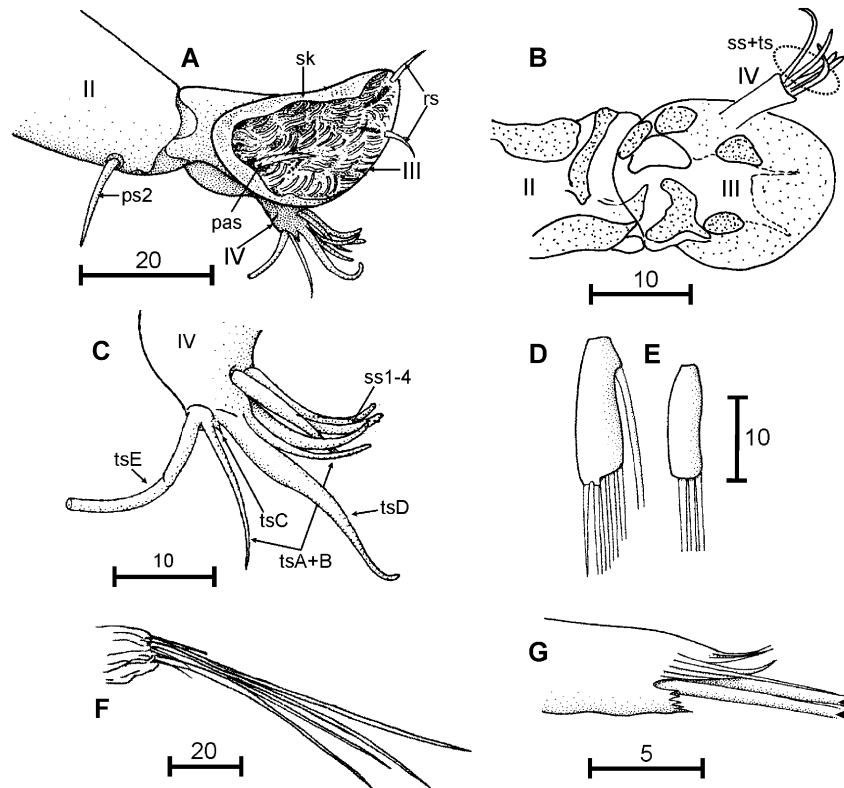 A
II
sk
rs
III
ps2
pas
IV
20
B
ss+ts
IV
II
III
10
C
IV
ss1-4
tsE
tsC
tsD
tsA+B
10
D
E
10
F
20
G
5